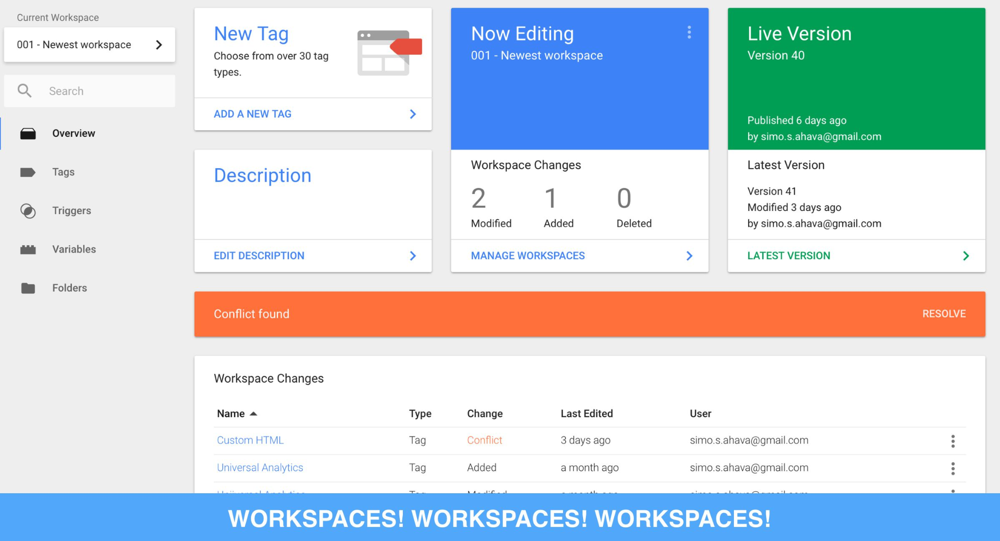 Current Workspace
001 - Newest workspace
Search
Overview
Tags
Triggers
Variables
Folders
New Tag
Choose from over 30 tag
types.
ADD A NEW TAG
Description
EDIT DESCRIPTION
Now Editing
001 - Newest workspace
Workspace Changes
2 1 0
Modified Added Deleted
MANAGE WORKSPACES
Live Version
Version 40
Published 6 days ago
by simo.s.ahava@gmail.com
Latest Version
Version 41
Modified 3 days ago
by simo.s.ahava@gmail.com
LATEST VERSION
Conflict found RESOLVE
Workspace Changes
Name Type Change Last Edited User
Custom HTML Tag Conflict 3 days ago simo.s.ahava@gmail.com
Universal Analytics Tag Added a month ago simo.s.ahava@gmail.com
WORKSPACES! WORKSPACES! WORKSPACES!